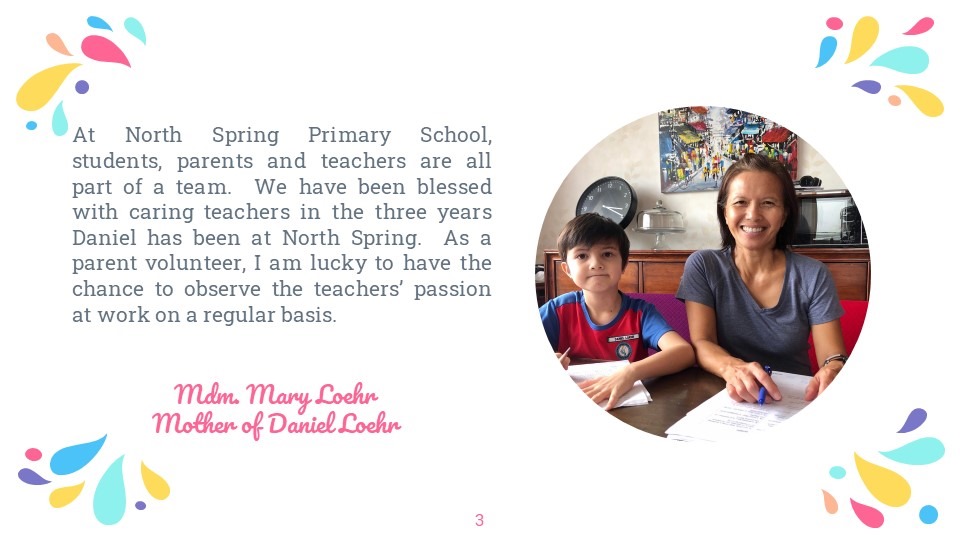 At North Spring Primary School,
students, parents and teachers are all
part of a team. We have been blessed
with caring teachers in the three years
Daniel has been at North Spring. As a
parent volunteer, I am lucky to have the
chance to observe the teachers’ passion
at work on a regular basis.
Mdm. Mary Loehr
Mother of Daniel Loehr
3